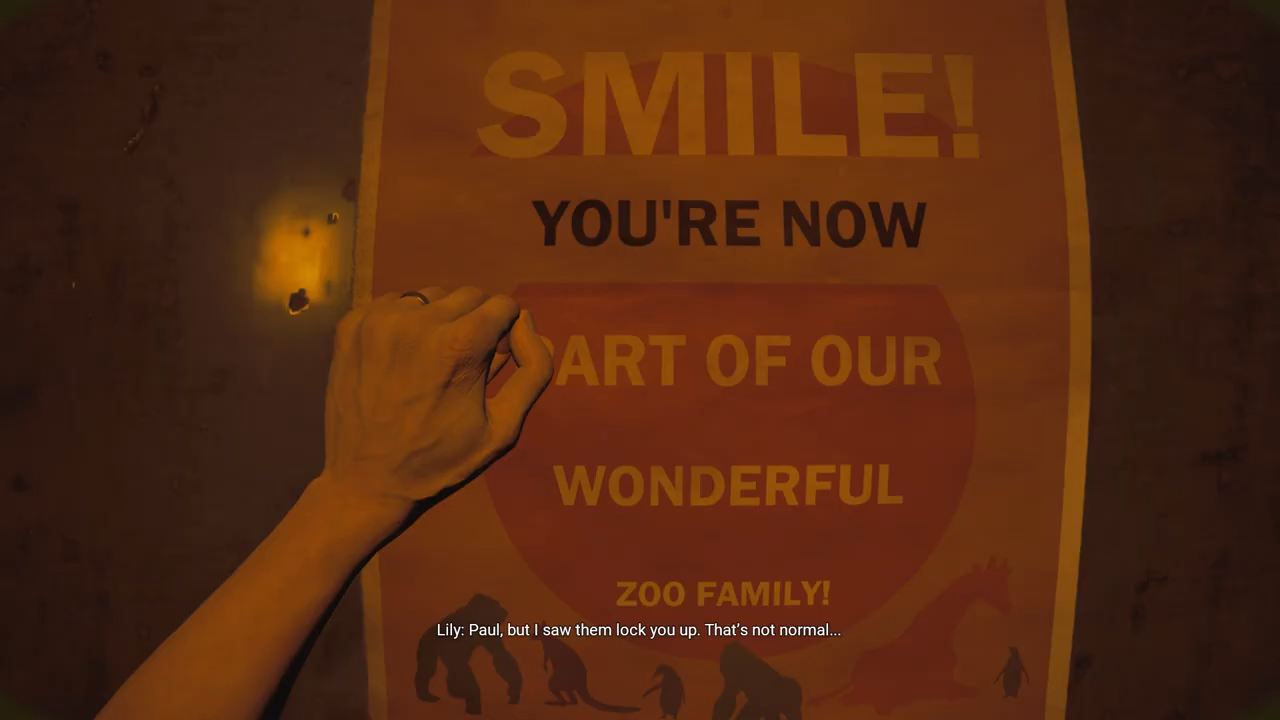 SMILE!
YOU'RE NOW
PART OF OUR
WONDERFUL
ZOO FAMILY!
Lily: Paul, but I saw them lock you up. That's not normal...